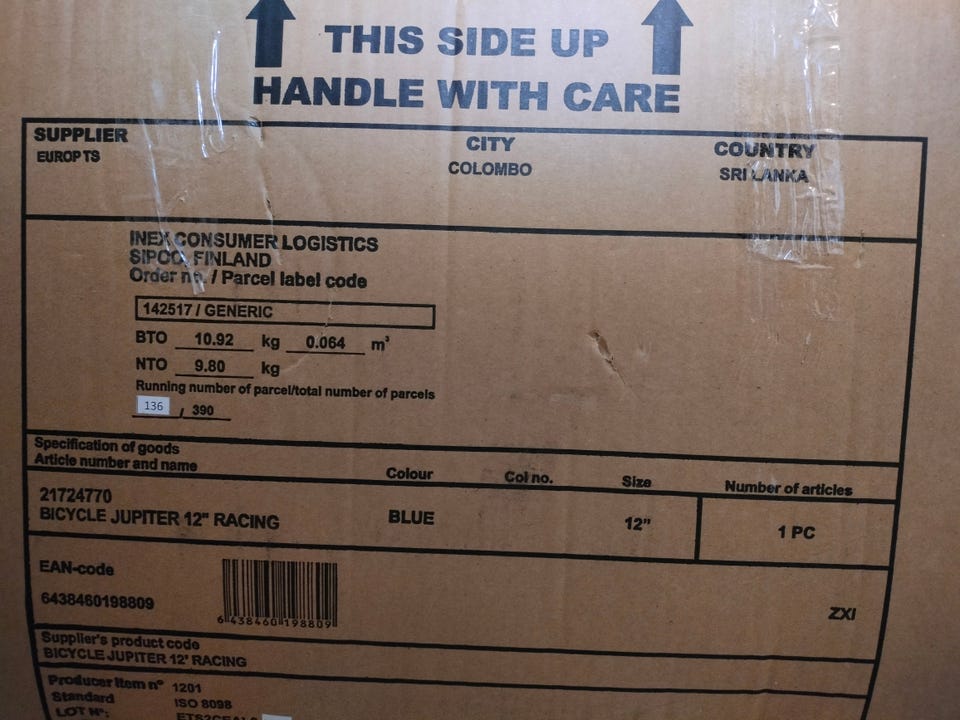 THIS SIDE UP
HANDLE WITH CARE
SUPPLIER CITY COUNTRY
EUROP TS COLOMBO SRI LANKA
INEX CONSUMER LOGISTICS
SIPOO, FINLAND
Order no. / Parcel label code
142517 / GENERIC
BTO 10.92 kg 0.064 m³
NTO 9.80 kg
Running number of parcel/total number of parcels
136 / 390
Specification of goods
Article number and name Colour Col no. Size Number of articles
21724770
BICYCLE JUPITER 12" RACING BLUE 12" 1 PC
EAN-code
6438460198809 ZXI
6 438460 198809
Supplier's product code
BICYCLE JUPITER 12' RACING
Producer item n° 1201
Standard ISO 8098
LOT N°: